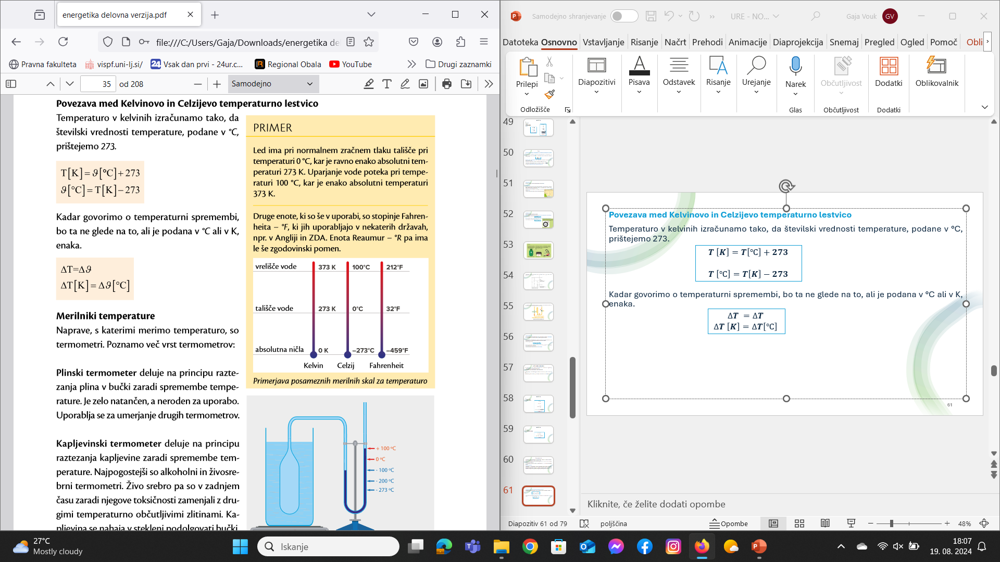 energetika delovna verzija.pdf
file:///C:/Users/Gaja/Downloads/energetika de
Pravna fakulteta
vispf.uni-lj.si/
24 Vsak dan prvi - 24ur.c...
Regional Obala
YouTube
Drugi zaznamki
35 od 208
Samodejno
Povezava med Kelvinovo in Celzijevo temperaturno lestvico
Temperaturo v kelvinih izračunamo tako, da
številski vrednosti temperature, podane v °C,
prištejemo 273.
T[K]=ϑ[°C]+273
ϑ[°C]=T[K]−273
Kadar govorimo o temperaturni spremembi,
bo ta ne glede na to, ali je podana v °C ali v K,
enaka.
ΔT=Δϑ
ΔT[K]=Δϑ[°C]
Merilniki temperature
Naprave, s katerimi merimo temperaturo, so
termometri. Poznamo več vrst termometrov:
Plinski termometer deluje na principu razte-
zanja plina v bučki zaradi spremembe tempe-
rature. Je zelo natančen, a neroden za uporabo.
Uporablja se za umerjanje drugih termometrov.
Kapljevinski termometer deluje na principu
raztezanja kapljevine zaradi spremembe tem-
perature. Najpogostejši so alkoholni in živosre-
brni termometri. Živo srebro pa so v zadnjem
času zaradi njegove toksičnosti zamenjali z dru-
gimi temperaturno občutljivimi zlitinami. Ka-
pljevina se nahaja v stekleni podolgovati bučki,
PRIMER
Led ima pri normalnem zračnem tlaku tališče pri
temperaturi 0 °C, kar je ravno enako absolutni tem-
peraturi 273 K. Uparjanje vode poteka pri tempe-
raturi 100 °C, kar je enako absolutni temperaturi
373 K.
Druge enote, ki so še v uporabi, so stopinje Fahren-
heita – °F, ki jih uporabljajo v nekaterih državah,
npr. v Angliji in ZDA. Enota Reaumur – °R pa ima
le še zgodovinski pomen.
vrelišče vode 373 K 100°C 212°F
tališče vode 273 K 0°C 32°F
absolutna ničla 0 K –273°C –459°F
Kelvin Celzij Fahrenheit
Primerjava posameznih merilnih skal za temperaturo
+ 100 °C
0 °C
- 100 °C
- 200 °C
- 273 °C
Samodejno shranjevanje
URE - NO...
Gaja Vouk
GV
Datoteka Osnovno Vstavljanje Risanje Načrt Prehodi Animacije Diaprojekcija Snemaj Pregled Ogled Pomoč Obli
Prilepi
Diapozitivi
Pisava
Odstavek
Risanje
Urejanje
Narek
Občutljivost
Dodatki
Oblikovalnik
Odložišče
Glas
Občutljivost
Dodatki
49
50
51
52
53
54
55
56
57
58
59
60
61
Povezava med Kelvinovo in Celzijevo temperaturno lestvico
Temperaturo v kelvinih izračunamo tako, da številski vrednosti temperature, podane v °C,
prištejemo 273.
T [K] = T[°C] + 273
T [°C] = T[K] − 273
Kadar govorimo o temperaturni spremembi, bo ta ne glede na to, ali je podana v °C ali v K,
enaka.
ΔT = ΔT
ΔT [K] = ΔT[°C]
61
Kliknite, če želite dodati opombe
Diapozitiv 61 od 79
poljščina
Opombe
48%
27°C
Mostly cloudy
Iskanje
18:07
19. 08. 2024